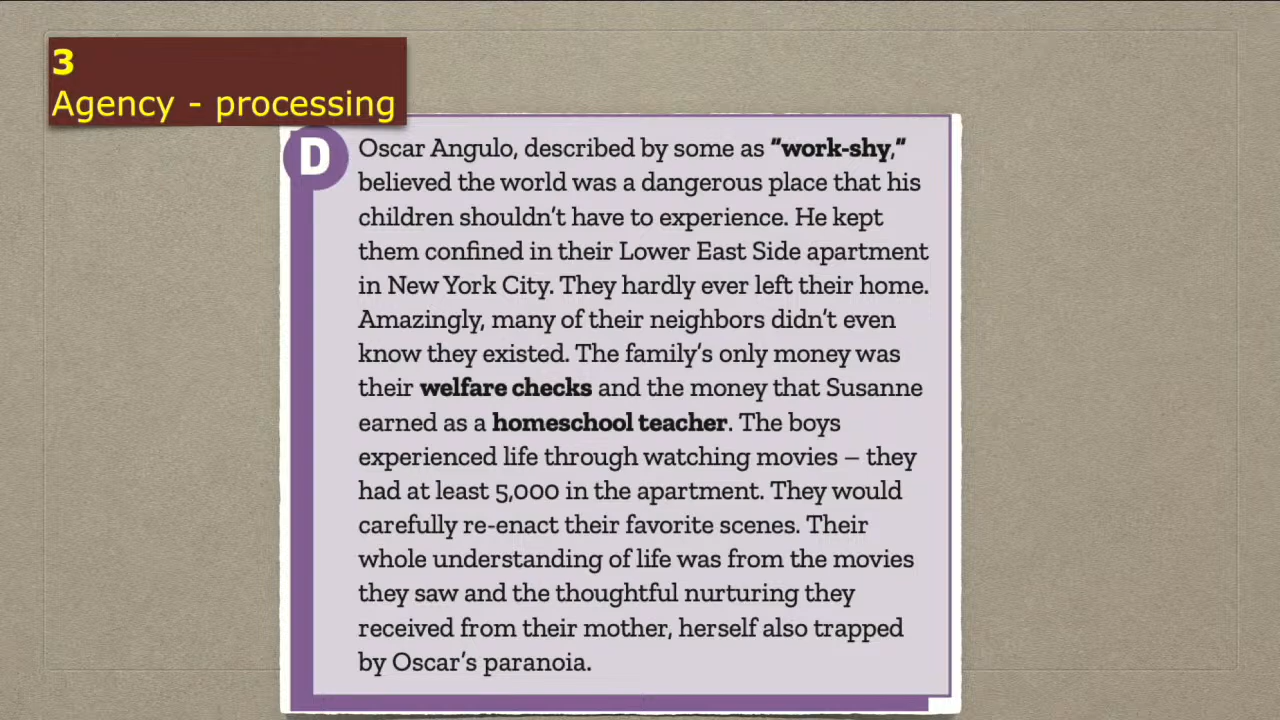 3
Agency - processing
D
Oscar Angulo, described by some as “work-shy,“
believed the world was a dangerous place that his
children shouldn’t have to experience. He kept
them confined in their Lower East Side apartment
in New York City. They hardly ever left their home.
Amazingly, many of their neighbors didn’t even
know they existed. The family’s only money was
their welfare checks and the money that Susanne
earned as a homeschool teacher. The boys
experienced life through watching movies – they
had at least 5,000 in the apartment. They would
carefully re-enact their favorite scenes. Their
whole understanding of life was from the movies
they saw and the thoughtful nurturing they
received from their mother, herself also trapped
by Oscar’s paranoia.